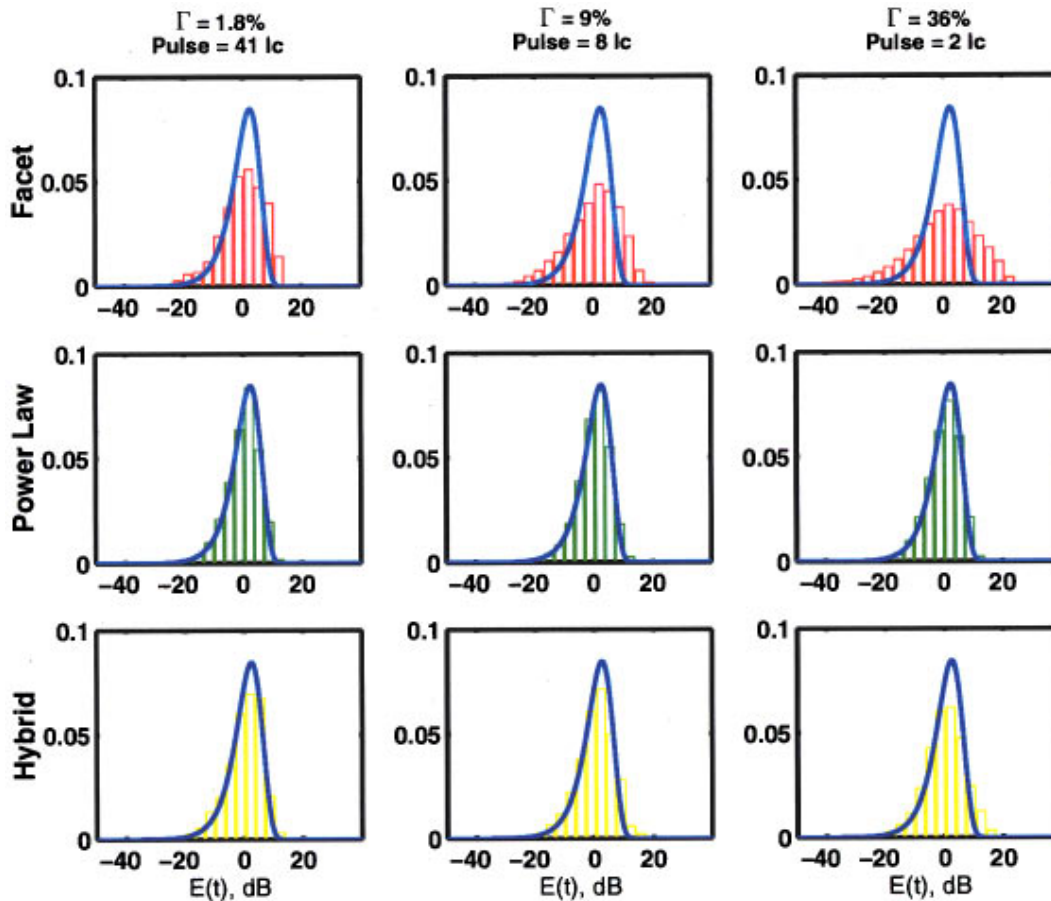 Γ = 1.8%
Pulse = 41 lc
Γ = 9%
Pulse = 8 lc
Γ = 36%
Pulse = 2 lc
Facet
0.1
0.05
0
−40 −20 0 20
0.1
0.05
0
−40 −20 0 20
0.1
0.05
0
−40 −20 0 20
Power Law
0.1
0.05
0
−40 −20 0 20
0.1
0.05
0
−40 −20 0 20
0.1
0.05
0
−40 −20 0 20
Hybrid
0.1
0.05
0
−40 −20 0 20
E(t), dB
0.1
0.05
0
−40 −20 0 20
E(t), dB
0.1
0.05
0
−40 −20 0 20
E(t), dB